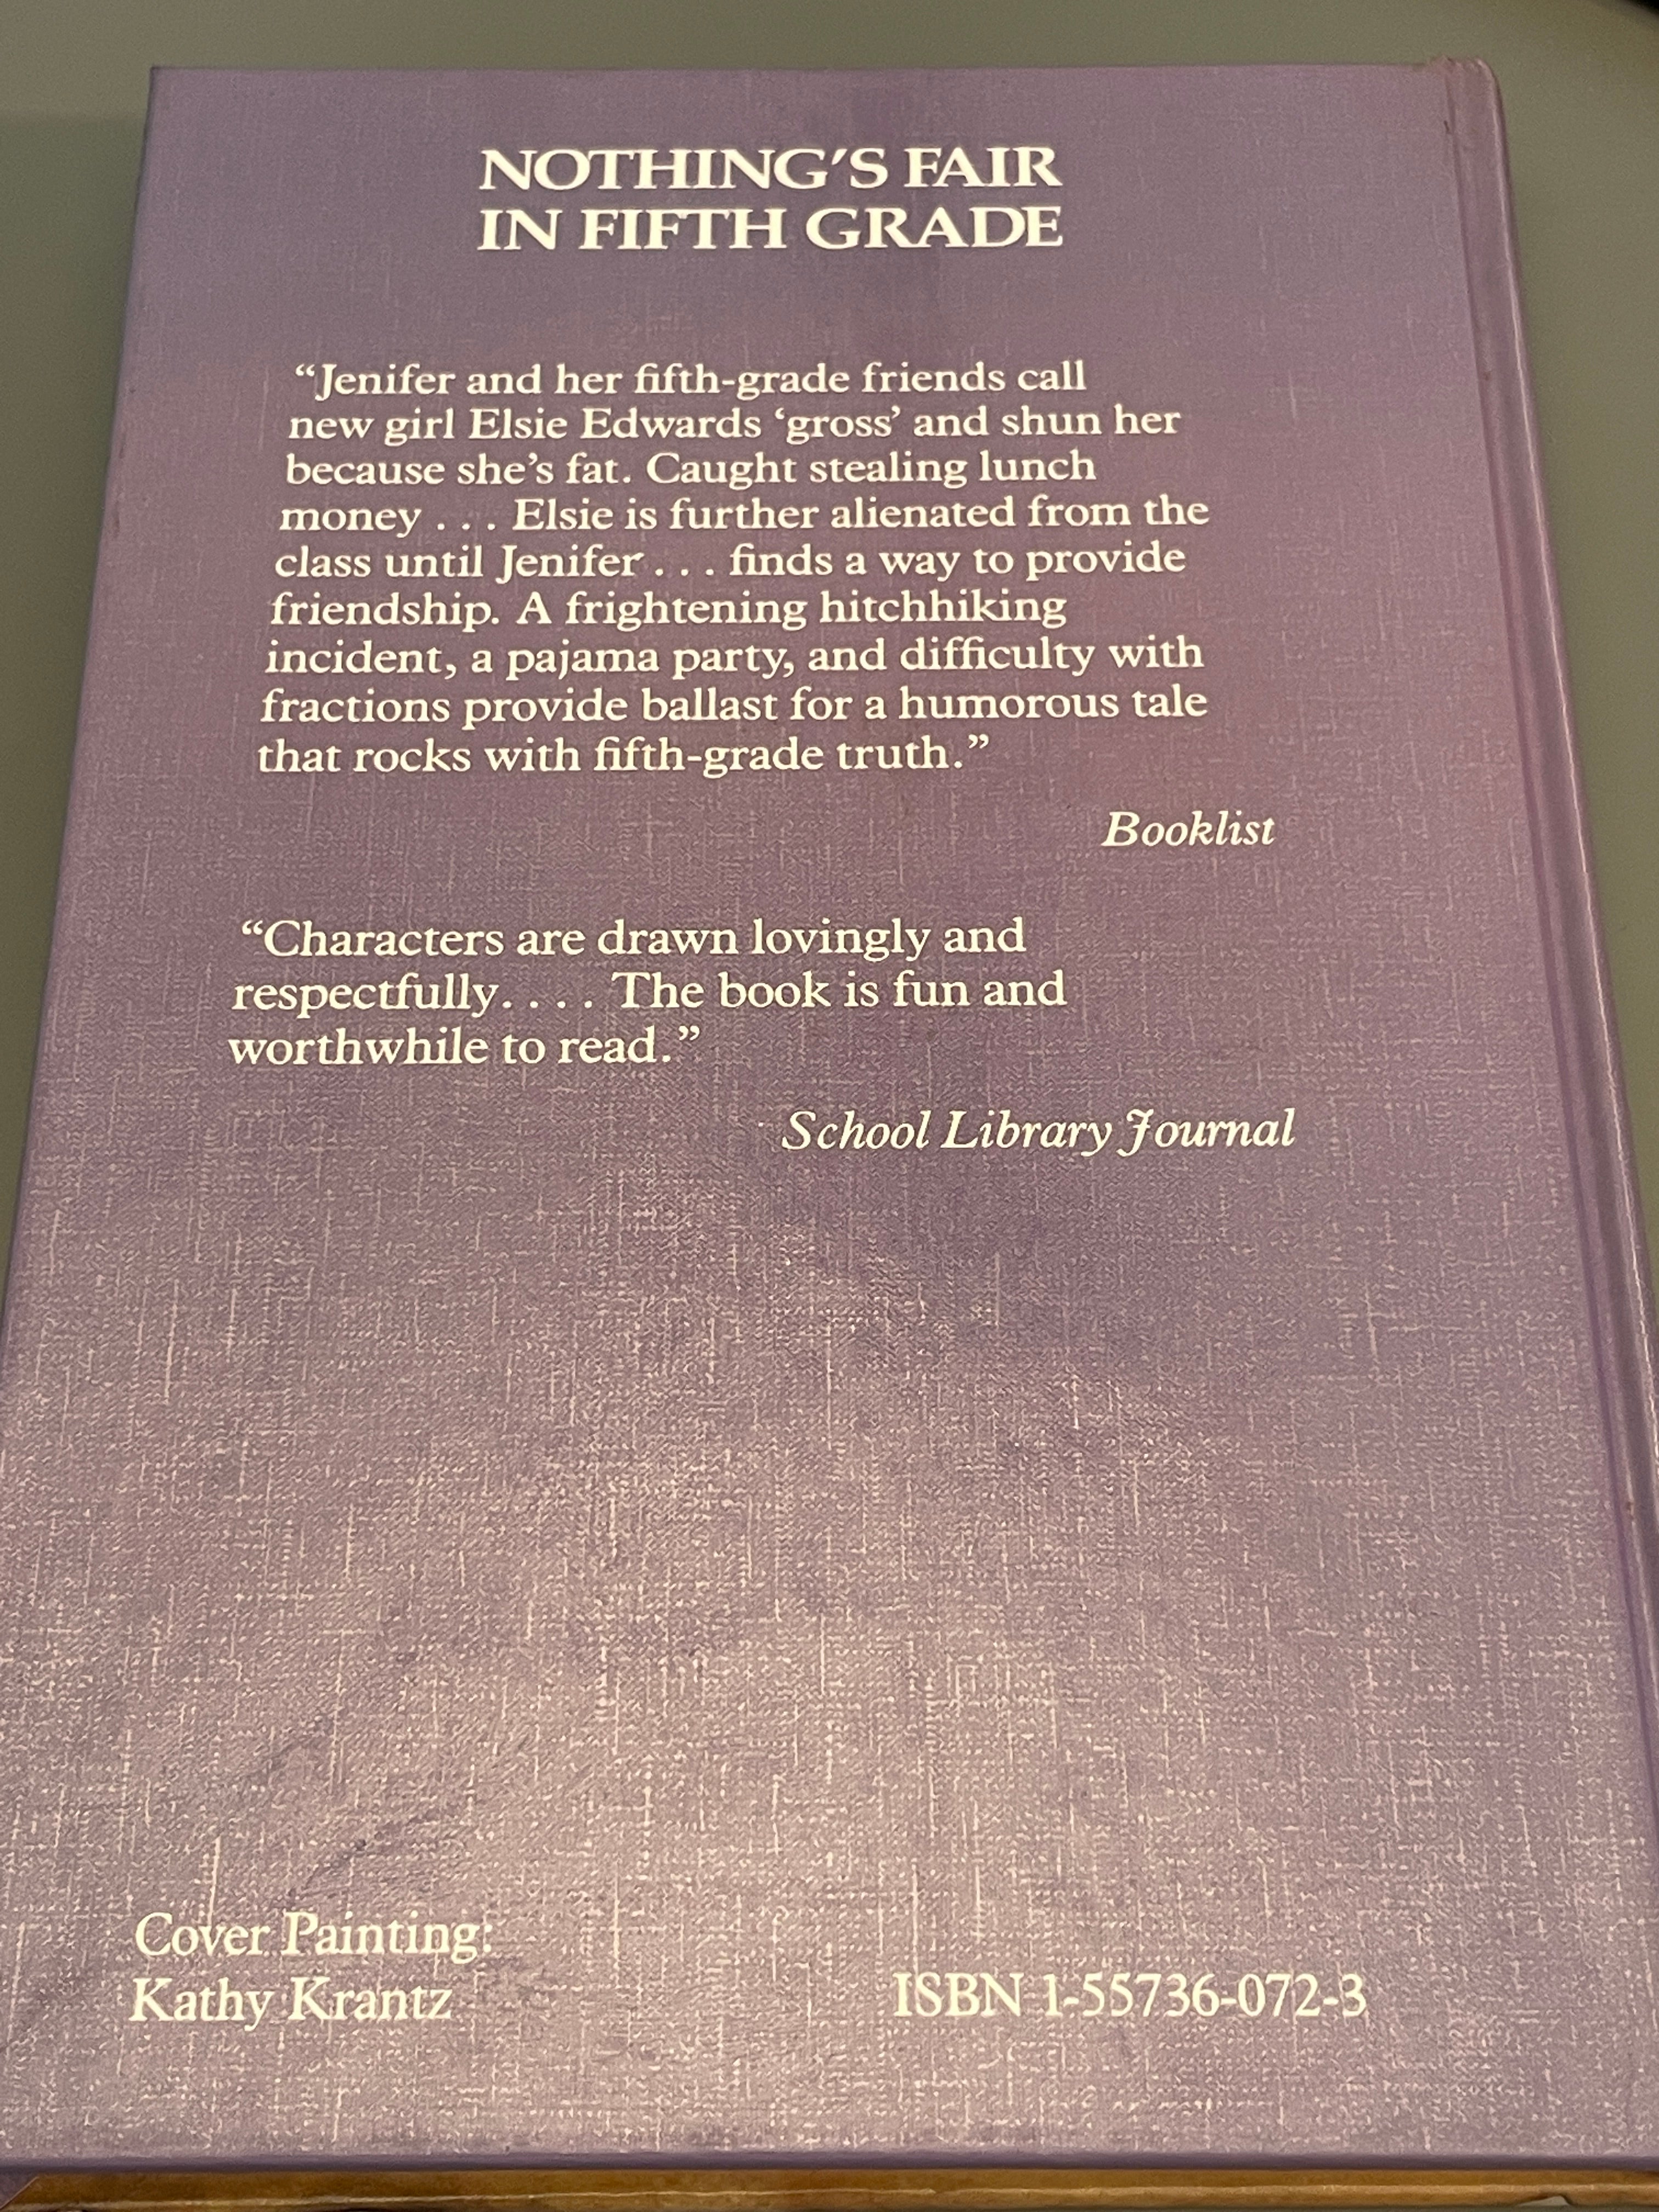 NOTHING'S FAIR
IN FIFTH GRADE
“Jenifer and her fifth-grade friends call
new girl Elsie Edwards ‘gross’ and shun her
because she’s fat. Caught stealing lunch
money . . . Elsie is further alienated from the
class until Jenifer . . . finds a way to provide
friendship. A frightening hitchhiking
incident, a pajama party, and difficulty with
fractions provide ballast for a humorous tale
that rocks with fifth-grade truth.”
Booklist
“Characters are drawn lovingly and
respectfully. . . . The book is fun and
worthwhile to read.”
School Library Journal
Cover Painting:
Kathy Krantz
ISBN 1-55736-072-3